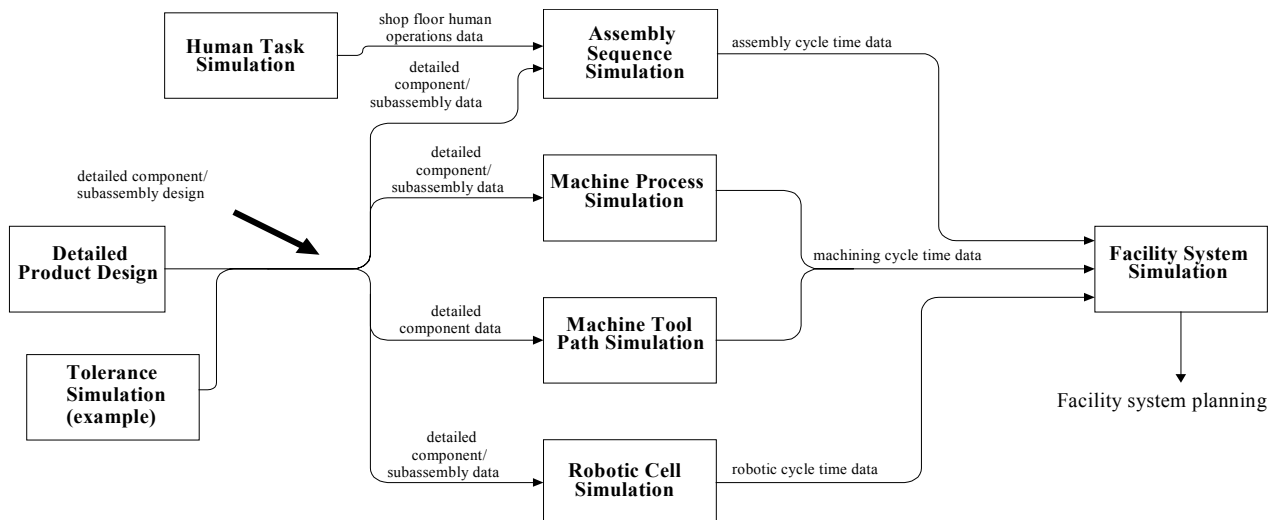 Human Task
Simulation
shop floor human
operations data
Assembly
Sequence
Simulation
assembly cycle time data
detailed
component/
subassembly data
detailed component/
subassembly design
detailed
component/
subassembly data
Machine Process
Simulation
Detailed
Product Design
machining cycle time data
Facility System
Simulation
detailed
component data
Machine Tool
Path Simulation
Tolerance
Simulation
(example)
Facility system planning
detailed
component/
subassembly data
Robotic Cell
Simulation
robotic cycle time data